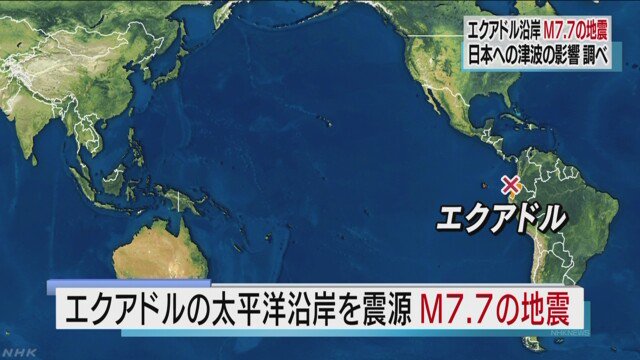 エクアドル沿岸 M7.7の地震
日本への津波の影響 調べ
エクアドル
エクアドルの太平洋沿岸を震源 M7.7の地震
NHKNEWS
NHK